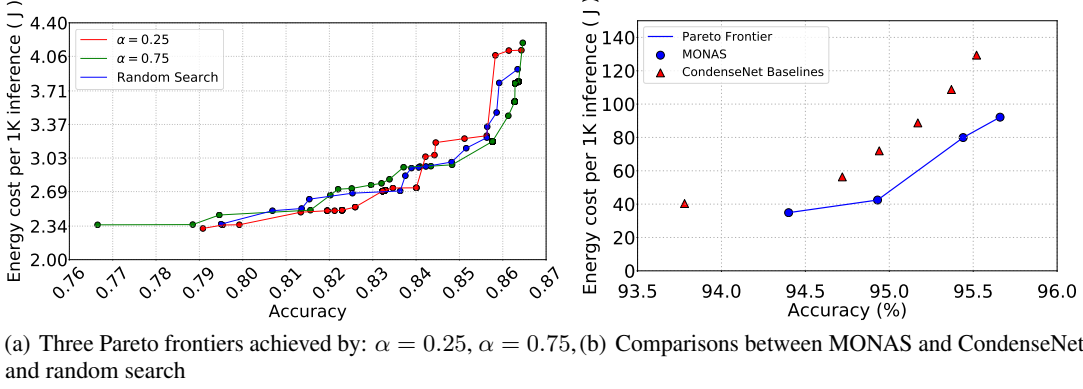 Energy cost per 1K inference ( J )
4.40
4.06
3.71
3.37
3.03
2.69
2.34
2.00
α = 0.25
α = 0.75
Random Search
0.76 0.77 0.78 0.79 0.80 0.81 0.82 0.83 0.84 0.85 0.86 0.87
Accuracy
(a) Three Pareto frontiers achieved by: α = 0.25, α = 0.75,
and random search
Energy cost per 1K inference ( J )
140
120
100
80
60
40
20
0
Pareto Frontier
MONAS
CondenseNet Baselines
93.5 94.0 94.5 95.0 95.5 96.0
Accuracy (%)
(b) Comparisons between MONAS and CondenseNet